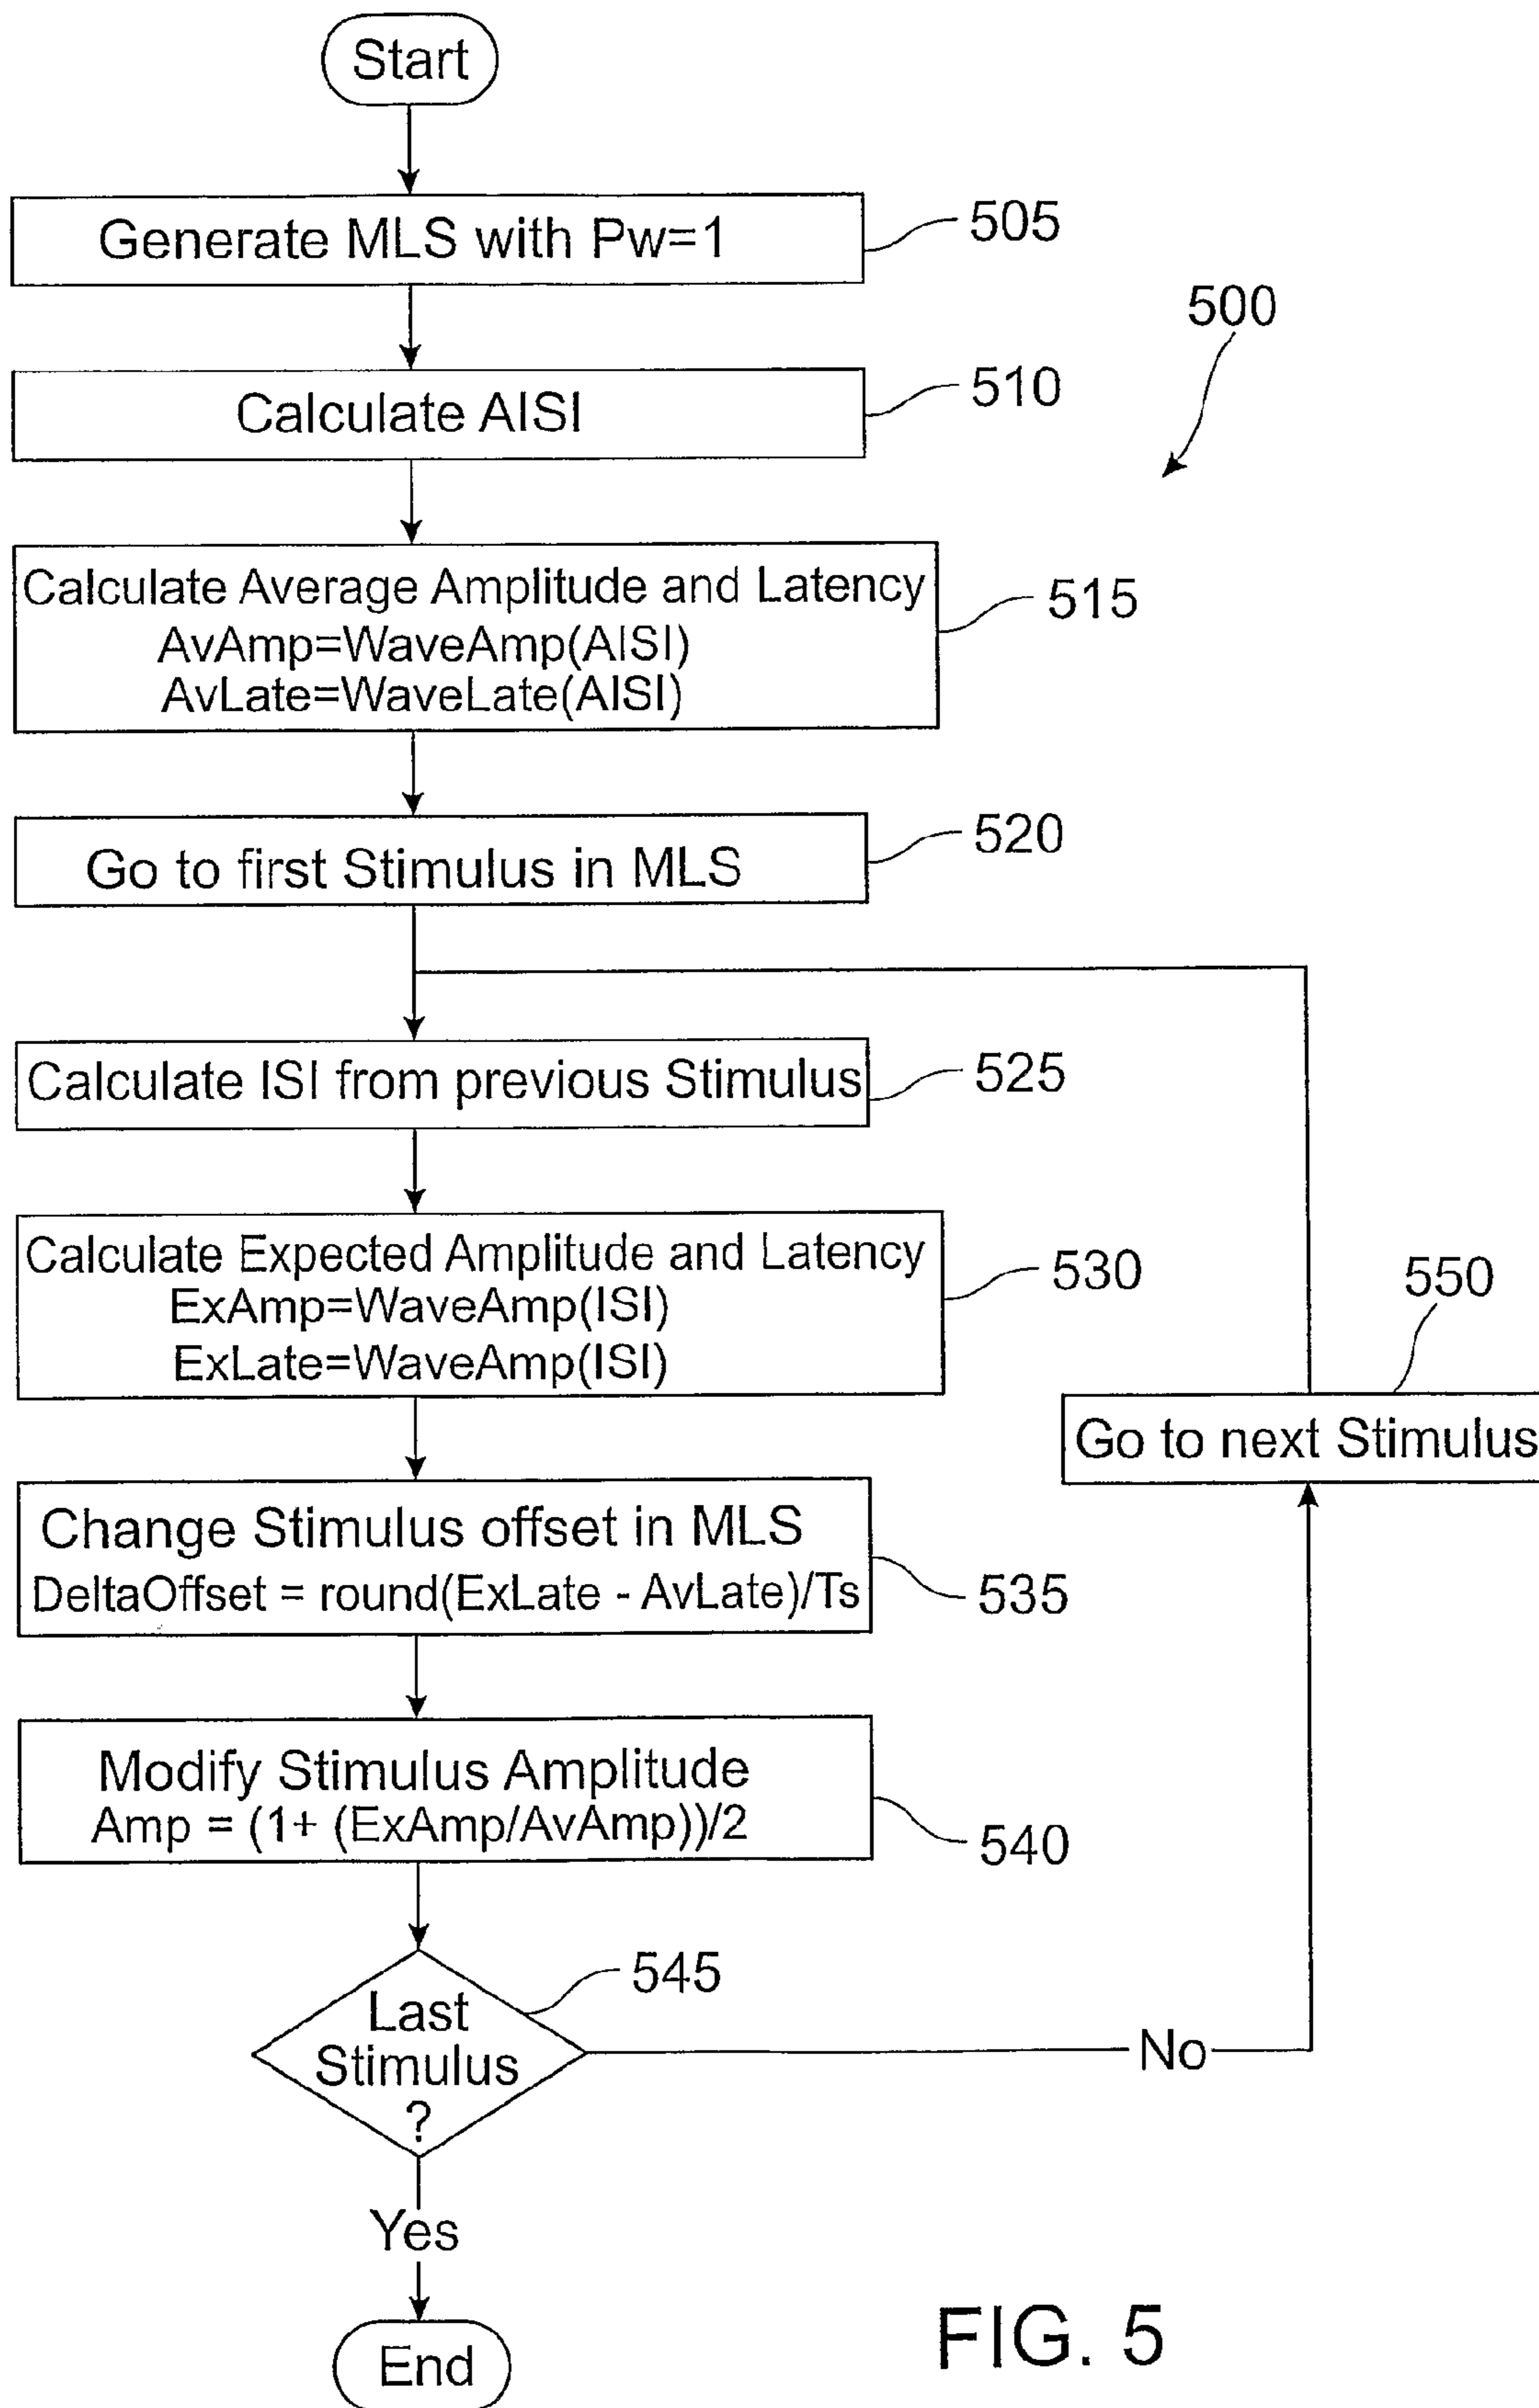 Start
Generate MLS with Pw=1
505
500
Calculate AISI
510
Calculate Average Amplitude and Latency
AvAmp=WaveAmp(AISI)
AvLate=WaveLate(AISI)
515
Go to first Stimulus in MLS
520
Calculate ISI from previous Stimulus
525
Calculate Expected Amplitude and Latency
ExAmp=WaveAmp(ISI)
ExLate=WaveAmp(ISI)
530
550
Go to next Stimulus
Change Stimulus offset in MLS
DeltaOffset = round(ExLate - AvLate)/Ts
535
Modify Stimulus Amplitude
Amp = (1+ (ExAmp/AvAmp))/2
540
545
Last
Stimulus
?
No
Yes
End
FIG. 5